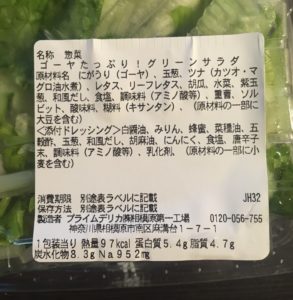 名称 惣菜
ゴーヤたっぷり!グリーンサラダ
原材料名 にがうり(ゴーヤ)、玉葱、ツナ(カツオ・マ
グロ油水煮)、レタス、リーフレタス、胡瓜、水菜、紫玉
葱、和風だし、食塩、調味料(アミノ酸等)、重曹、ソル
ビット、酸味料、糊料(キサンタン)、(原材料の一部に
大豆を含む)
<添付ドレッシング>白醤油、みりん、蜂蜜、菜種油、玉
葱、和風だし、胡麻油、にんにく、食塩、唐辛子
末、調味料(アミノ酸等)、乳化剤、(原材料の一部に小
麦を含む)
消費期限 別途表ラベルに記載 JH32
保存方法 別途表ラベルに記載
製造者 プライムデリカ㈱相模原第一工場 0120-056-755
神奈川県相模原市南区麻溝台1-7-1
1包装当り 熱量97kcal 蛋白質5.4g 脂質4.7g
炭水化物8.3g Na952mg